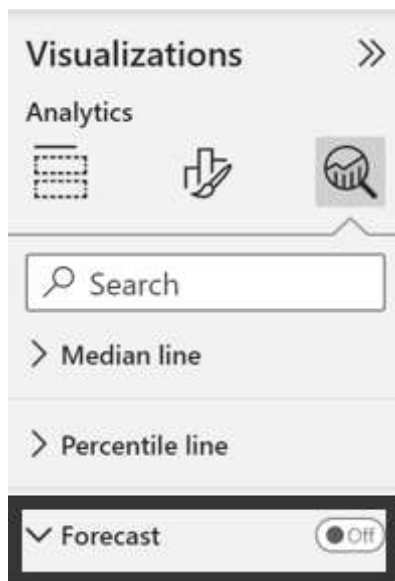 Visualizations
Analytics
Search
Median line
Percentile line
Forecast Off